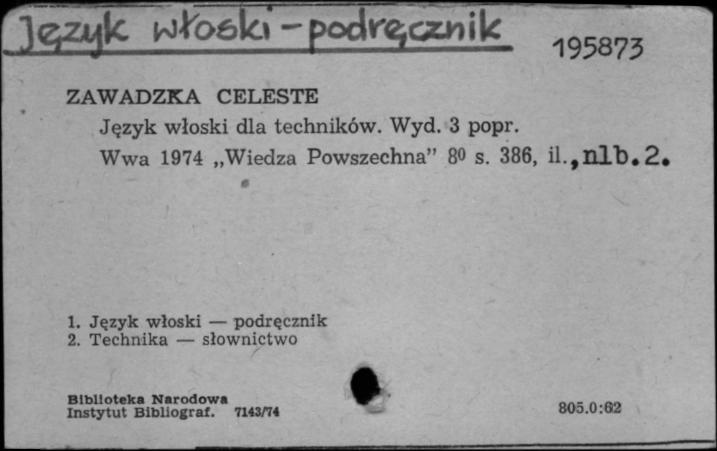 Język włoski - podręcznik
195873
ZAWADZKA CELESTE
Język włoski dla techników. Wyd. 3 popr.
Wwa 1974 „Wiedza Powszechna” 8⁰ s. 386, il., nlb. 2.
1. Język włoski — podręcznik
2. Technika — słownictwo
Biblioteka Narodowa
Instytut Bibliograf. 7143/74
805.0:62